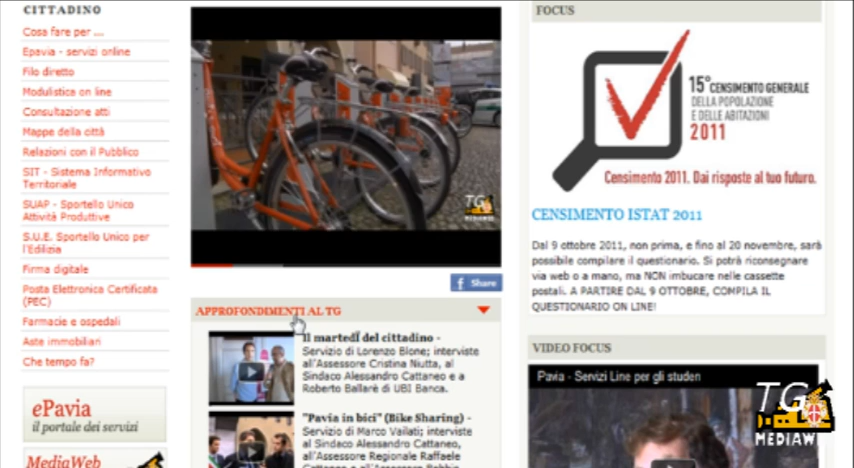 CITTADINO
Cosa fare per ....
Epavia - servizi online
Filo diretto
Modulistica on line
Consultazione atti
Mappe della città
Relazioni con il Pubblico
SIT - Sistema Informativo
Territoriale
SUAP - Sportello Unico
Attività Produttive
S.U.E. Sportello Unico per
l'Edilizia
Firma digitale
Posta Elettronica Certificata
(PEC)
Farmacie e ospedali
Aste immobiliari
Che tempo fa?
ePavia
il portale dei servizi
MediaWeb
TG
MEDIAWEB
Share
APPROFONDIMENTI AL TG
Il martedì del cittadino -
Servizio di Lorenzo Blone; interviste
all'Assessore Cristina Niutta, al
Sindaco Alessandro Cattaneo e a
Roberto Ballarè di UBI Banca.
"Pavia in bici" (Bike Sharing) -
Servizio di Marco Vailati; interviste
al Sindaco Alessandro Cattaneo,
all'Assessore Regionale Raffaele
FOCUS
15° CENSIMENTO GENERALE
DELLA POPOLAZIONE
E DELLE ABITAZIONI
2011
Censimento 2011. Dai risposte al tuo futuro.
CENSIMENTO ISTAT 2011
Dal 9 ottobre 2011, non prima, e fino al 20 novembre, sarà
possibile compilare il questionario. Si potrà riconsegnare
via web o a mano, ma NON imbucare nelle cassette
postali. A PARTIRE DAL 9 OTTOBRE, COMPILA IL
QUESTIONARIO ON LINE!
VIDEO FOCUS
Pavia - Servizi Line per gli studen
TG
MEDIAW